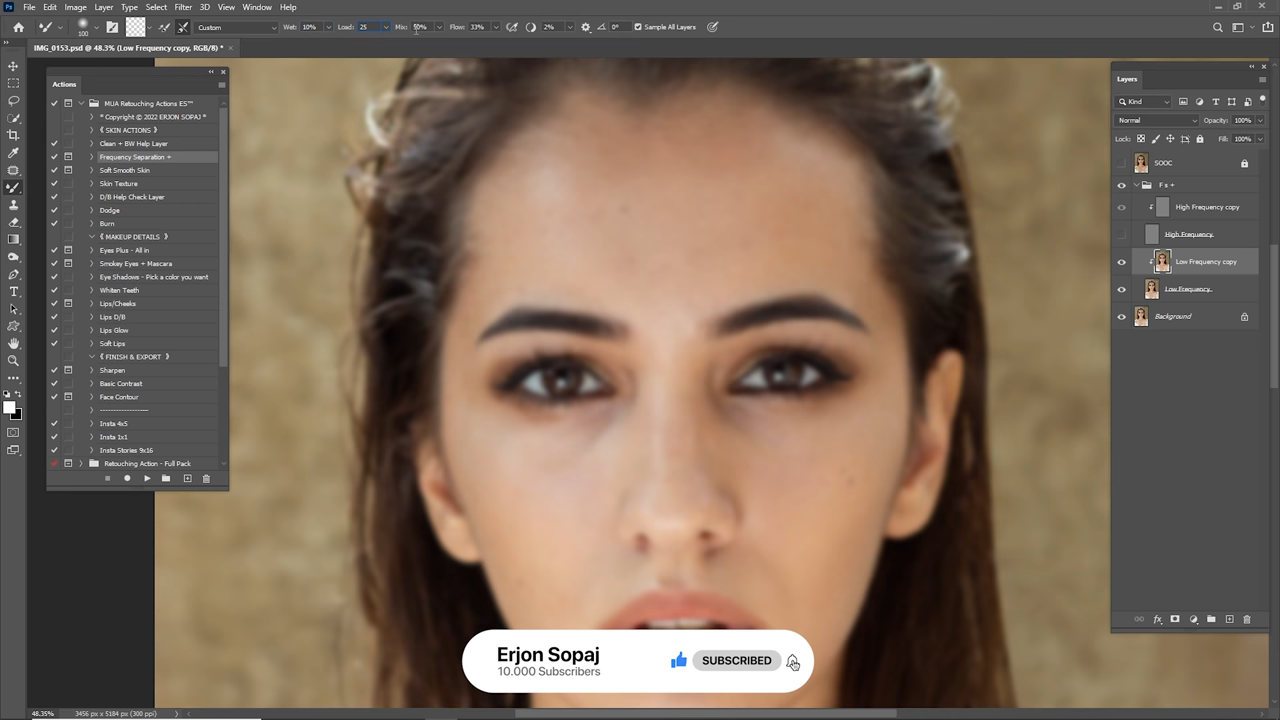 File Edit Image Layer Type Select Filter 3D View Window Help
100 Custom Wet: 10% Load: 25 Mix: 50% Flow: 33% 2% 0° Sample All Layers
IMG_0153.psd @ 48.3% (Low Frequency copy, RGB/8) *
Actions
MUA Retouching Actions ES™
* Copyright © 2022 ERJON SOPAJ *
《 SKIN ACTIONS 》
Clean + BW Help Layer
Frequency Separation +
Soft Smooth Skin
Skin Texture
D/B Help Check Layer
Dodge
Burn
《 MAKEUP DETAILS 》
Eyes Plus - All in
Smokey Eyes + Mascara
Eye Shadows - Pick a color you want
Whiten Teeth
Lips/Cheeks
Lips D/B
Lips Glow
Soft Lips
《 FINISH & EXPORT 》
Sharpen
Basic Contrast
Face Contour
-------------------
Insta 4x5
Insta 1x1
Insta Stories 9x16
Retouching Action - Full Pack
Layers
Kind
Normal Opacity: 100%
Lock: Fill: 100%
SOOC
F s +
High Frequency copy
High Frequency.
Low Frequency copy
Low Frequency.
Background
fx
Erjon Sopaj
10.000 Subscribers
SUBSCRIBED
48.35% 3456 px x 5184 px (300 ppi)